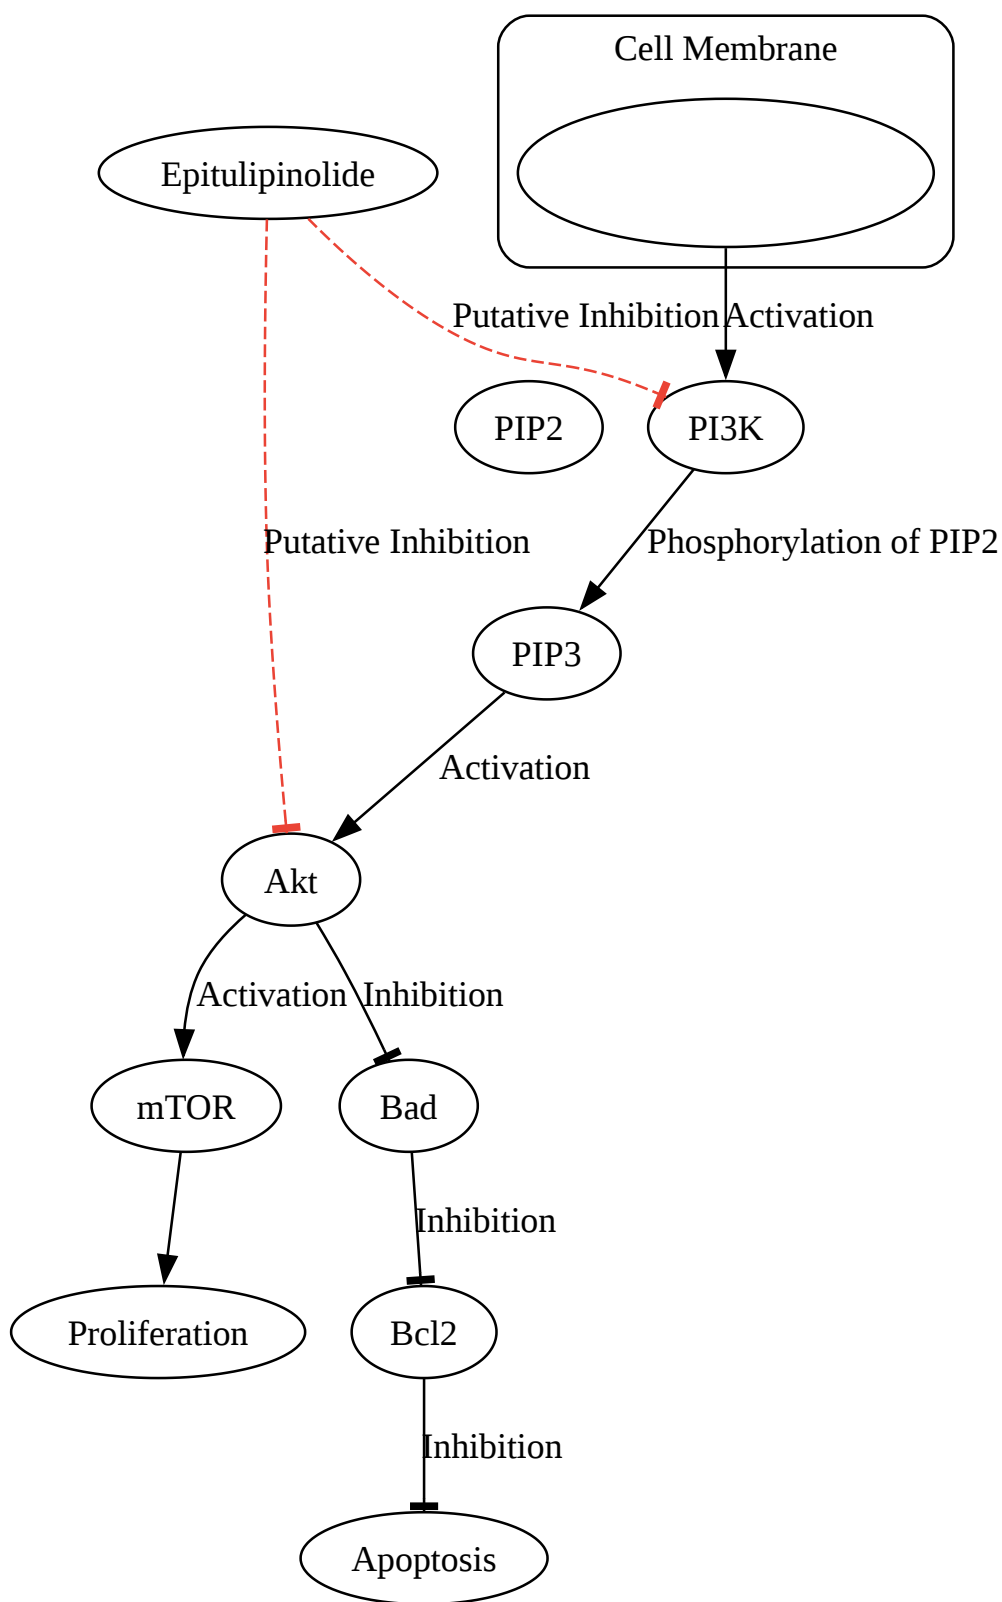 Cell Membrane
Epitulipinolide
Putative Inhibition
Activation
PIP2
PI3K
Putative Inhibition
Phosphorylation of PIP2
PIP3
Activation
Akt
Activation
Inhibition
mTOR
Bad
Inhibition
Proliferation
Bcl2
Inhibition
Apoptosis